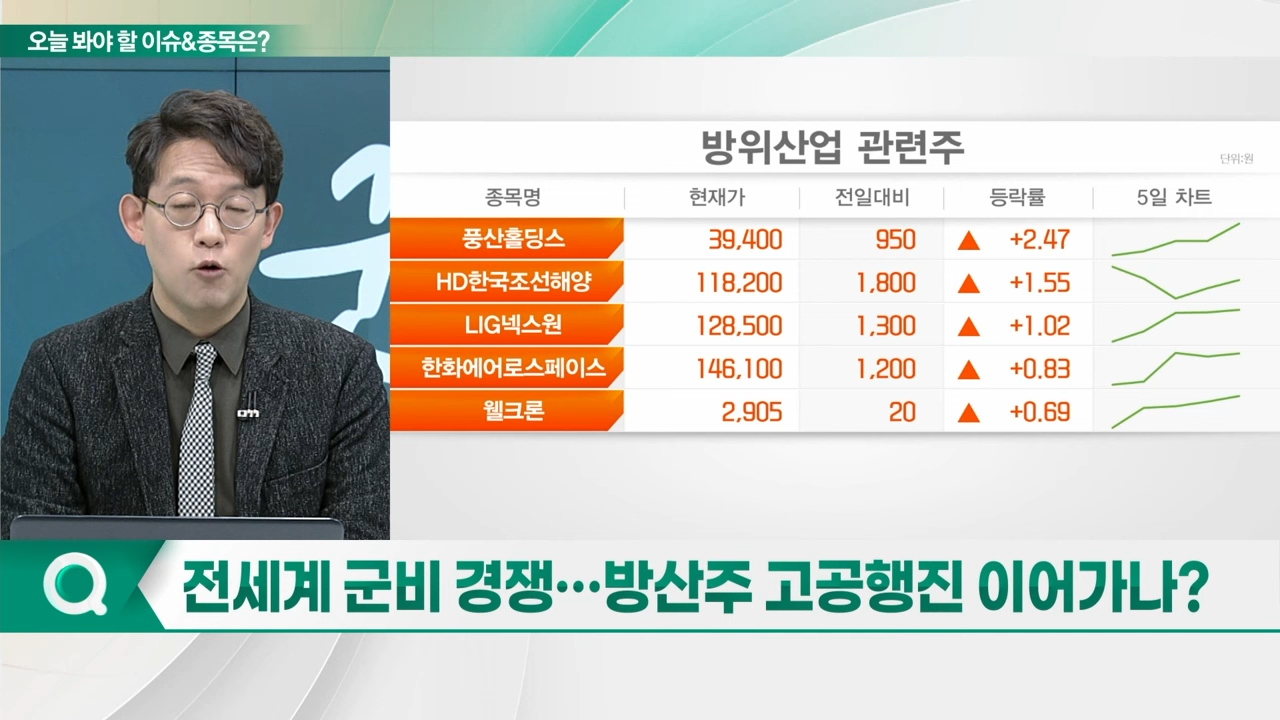 오늘 봐야 할 이슈&종목은?
방위산업 관련주
단위:원
종목명 현재가 전일대비 등락률 5일 차트
풍산홀딩스 39,400 950 ▲ +2.47
HD한국조선해양 118,200 1,800 ▲ +1.55
LIG넥스원 128,500 1,300 ▲ +1.02
한화에어로스페이스 146,100 1,200 ▲ +0.83
웰크론 2,905 20 ▲ +0.69
전세계 군비 경쟁…방산주 고공행진 이어가나?